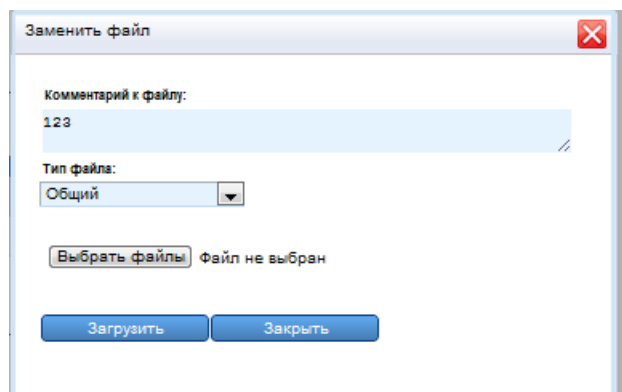 Заменить файл
Комментарий к файлу:
123
Тип файла:
Общий
Выбрать файлы Файл не выбран
Загрузить Закрыть